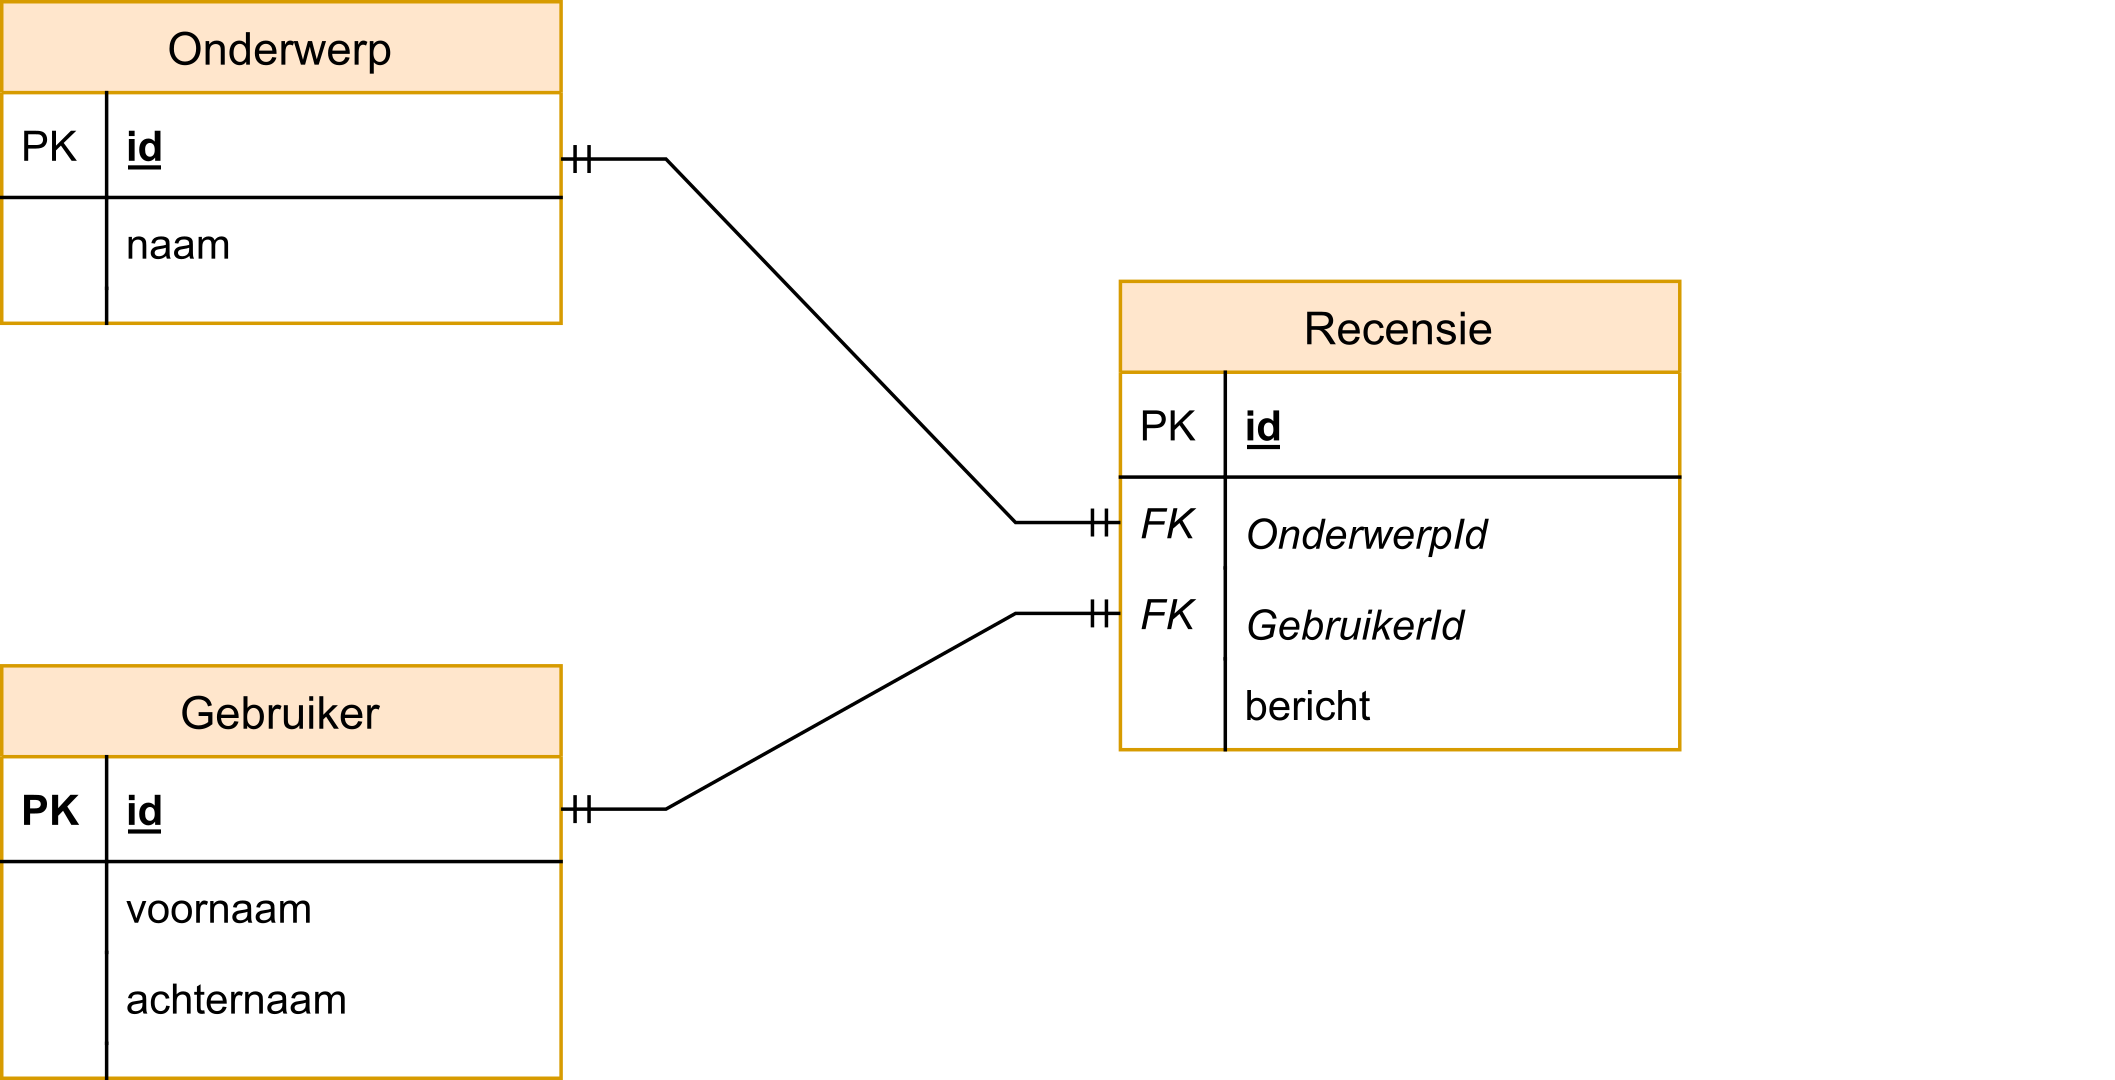 Onderwerp
PK id
naam
Recensie
PK id
FK OnderwerpId
FK GebruikerId
bericht
Gebruiker
PK id
voornaam
achternaam